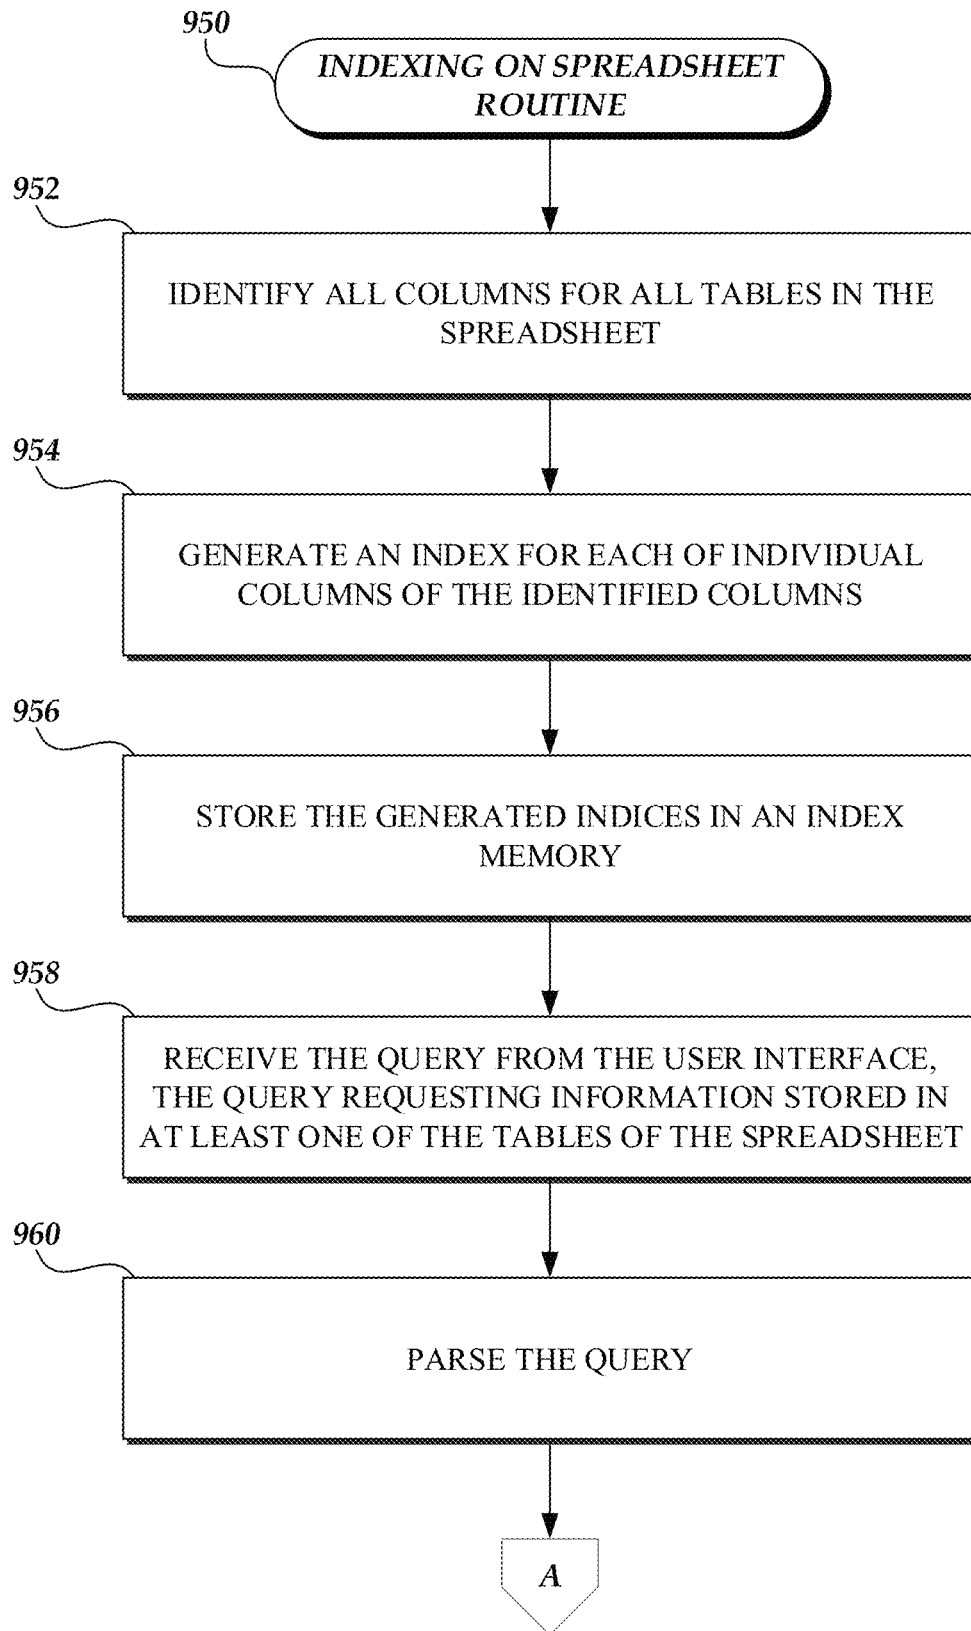 950
INDEXING ON SPREADSHEET
ROUTINE
952
IDENTIFY ALL COLUMNS FOR ALL TABLES IN THE
SPREADSHEET
954
GENERATE AN INDEX FOR EACH OF INDIVIDUAL
COLUMNS OF THE IDENTIFIED COLUMNS
956
STORE THE GENERATED INDICES IN AN INDEX
MEMORY
958
RECEIVE THE QUERY FROM THE USER INTERFACE,
THE QUERY REQUESTING INFORMATION STORED IN
AT LEAST ONE OF THE TABLES OF THE SPREADSHEET
960
PARSE THE QUERY
A